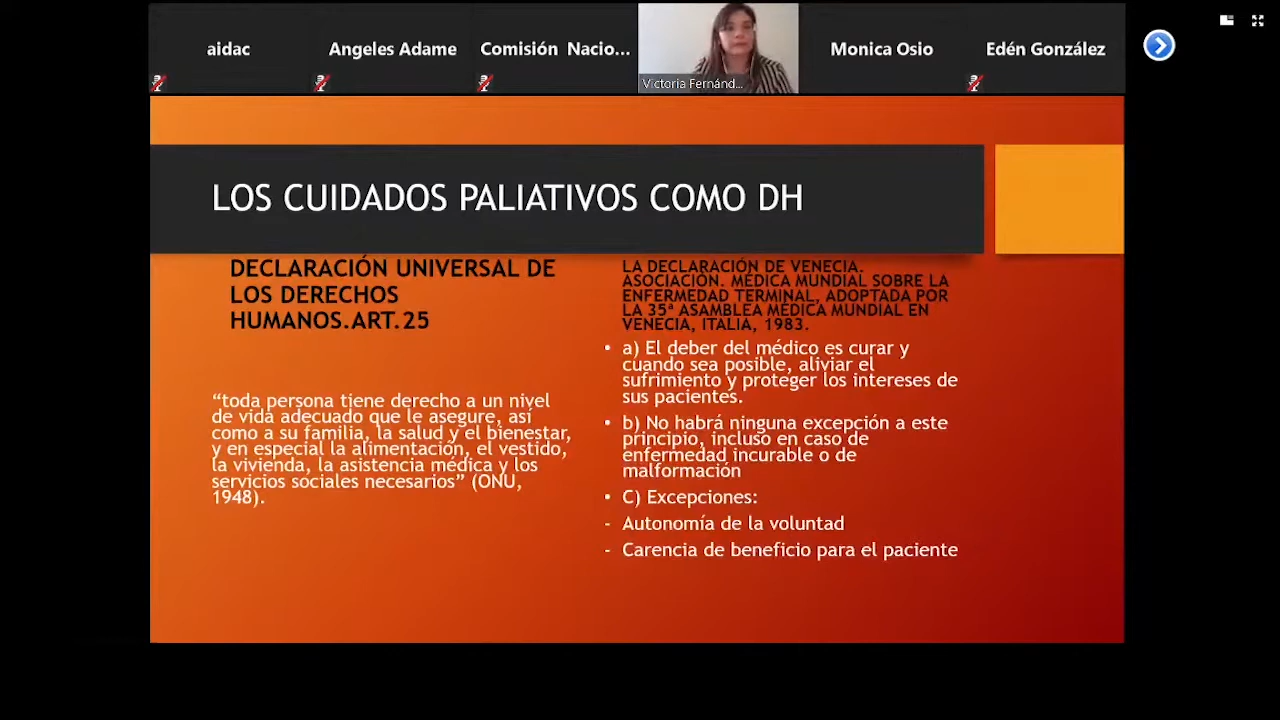 aidac
Angeles Adame
Comisión Nacio...
Victoria Fernánd...
Monica Osio
Edén González
LOS CUIDADOS PALIATIVOS COMO DH
DECLARACIÓN UNIVERSAL DE
LOS DERECHOS
HUMANOS.ART.25
“toda persona tiene derecho a un nivel
de vida adecuado que le asegure, así
como a su familia, la salud y el bienestar,
y en especial la alimentación, el vestido,
la vivienda, la asistencia médica y los
servicios sociales necesarios” (ONU,
1948).
LA DECLARACIÓN DE VENECIA.
ASOCIACIÓN. MÉDICA MUNDIAL SOBRE LA
ENFERMEDAD TERMINAL, ADOPTADA POR
LA 35ª ASAMBLEA MÉDICA MUNDIAL EN
VENECIA, ITALIA, 1983.
• a) El deber del médico es curar y
cuando sea posible, aliviar el
sufrimiento y proteger los intereses de
sus pacientes.
• b) No habrá ninguna excepción a este
principio, incluso en caso de
enfermedad incurable o de
malformación
• C) Excepciones:
- Autonomía de la voluntad
- Carencia de beneficio para el paciente